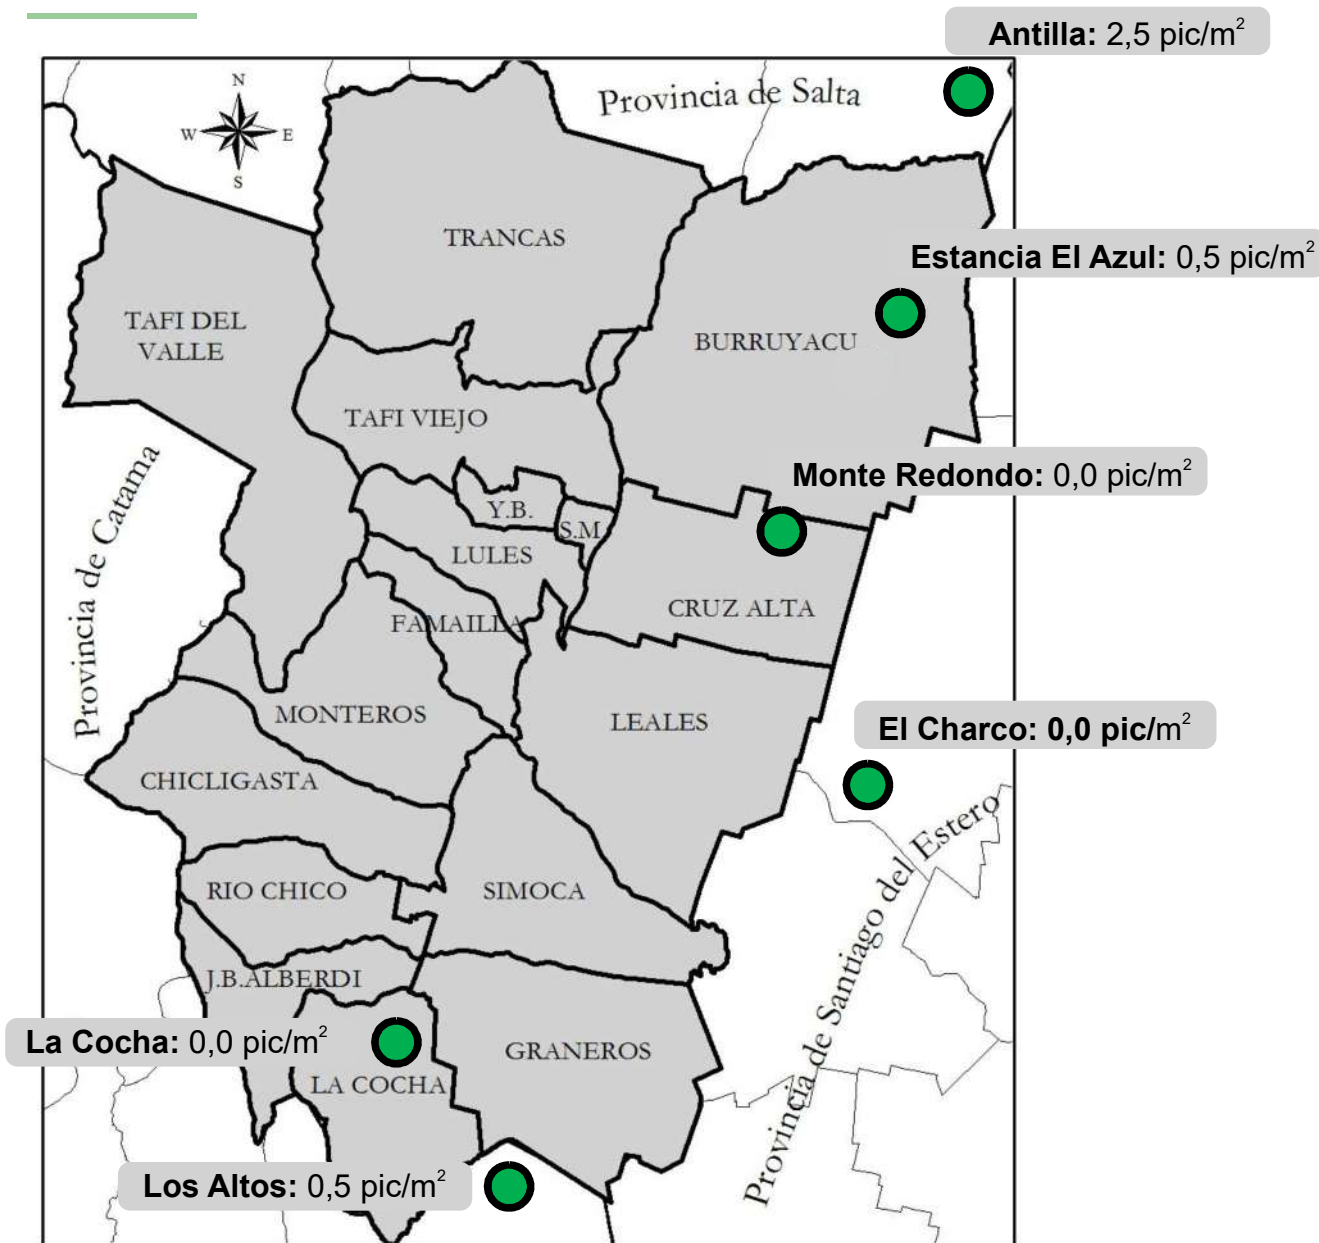 Antilla: 2,5 pic/m²
N
W E
S
Provincia de Salta
TRANCAS
Estancia El Azul: 0,5 pic/m²
TAFI DEL
VALLE
BURRUYACU
TAFI VIEJO
Monte Redondo: 0,0 pic/m²
Provincia de Catama
Y.B.
S.M.
LULES
CRUZ ALTA
FAMAILLA
MONTEROS
LEALES
El Charco: 0,0 pic/m²
CHICLIGASTA
Provincia de Santiago del Estero
RIO CHICO
SIMOCA
J.B.ALBERDI
La Cocha: 0,0 pic/m²
GRANEROS
LA COCHA
Los Altos: 0,5 pic/m²